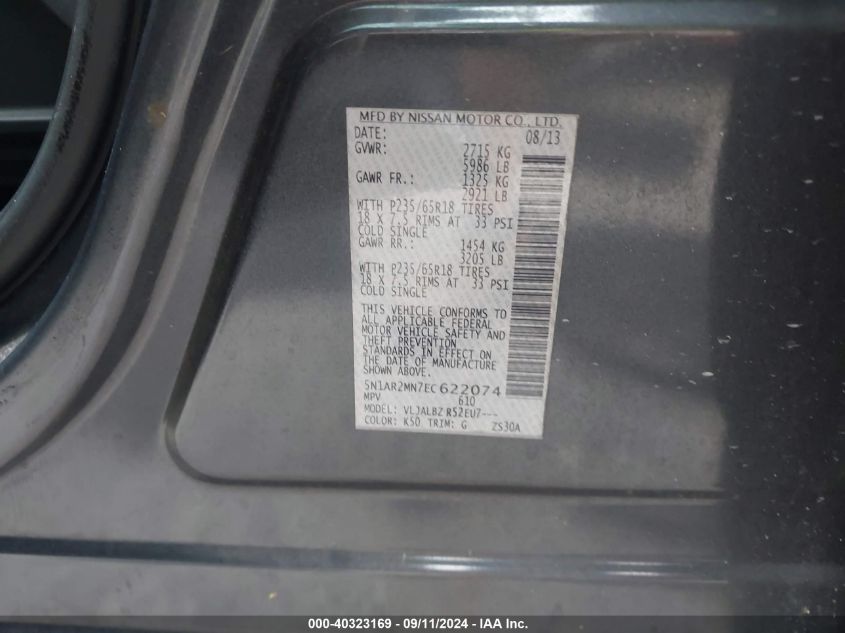 MFD BY NISSAN MOTOR CO., LTD.
DATE: 08/13
GVWR: 2715 KG
5986 LB
GAWR FR.: 1325 KG
2921 LB
WITH P235/65R18 TIRES
18 X 7.5 RIMS AT 33 PSI
COLD SINGLE
GAWR RR.: 1454 KG
3205 LB
WITH P235/65R18 TIRES
18 X 7.5 RIMS AT 33 PSI
COLD SINGLE
THIS VEHICLE CONFORMS TO
ALL APPLICABLE FEDERAL
MOTOR VEHICLE SAFETY AND
THEFT PREVENTION
STANDARDS IN EFFECT ON
THE DATE OF MANUFACTURE
SHOWN ABOVE.
5N1AR2MN7EC622074
MPV 610
MODEL: VLJALBZ R52EU7---
COLOR: K50 TRIM: G ZS30A
000-40323169 - 09/11/2024 - IAA Inc.